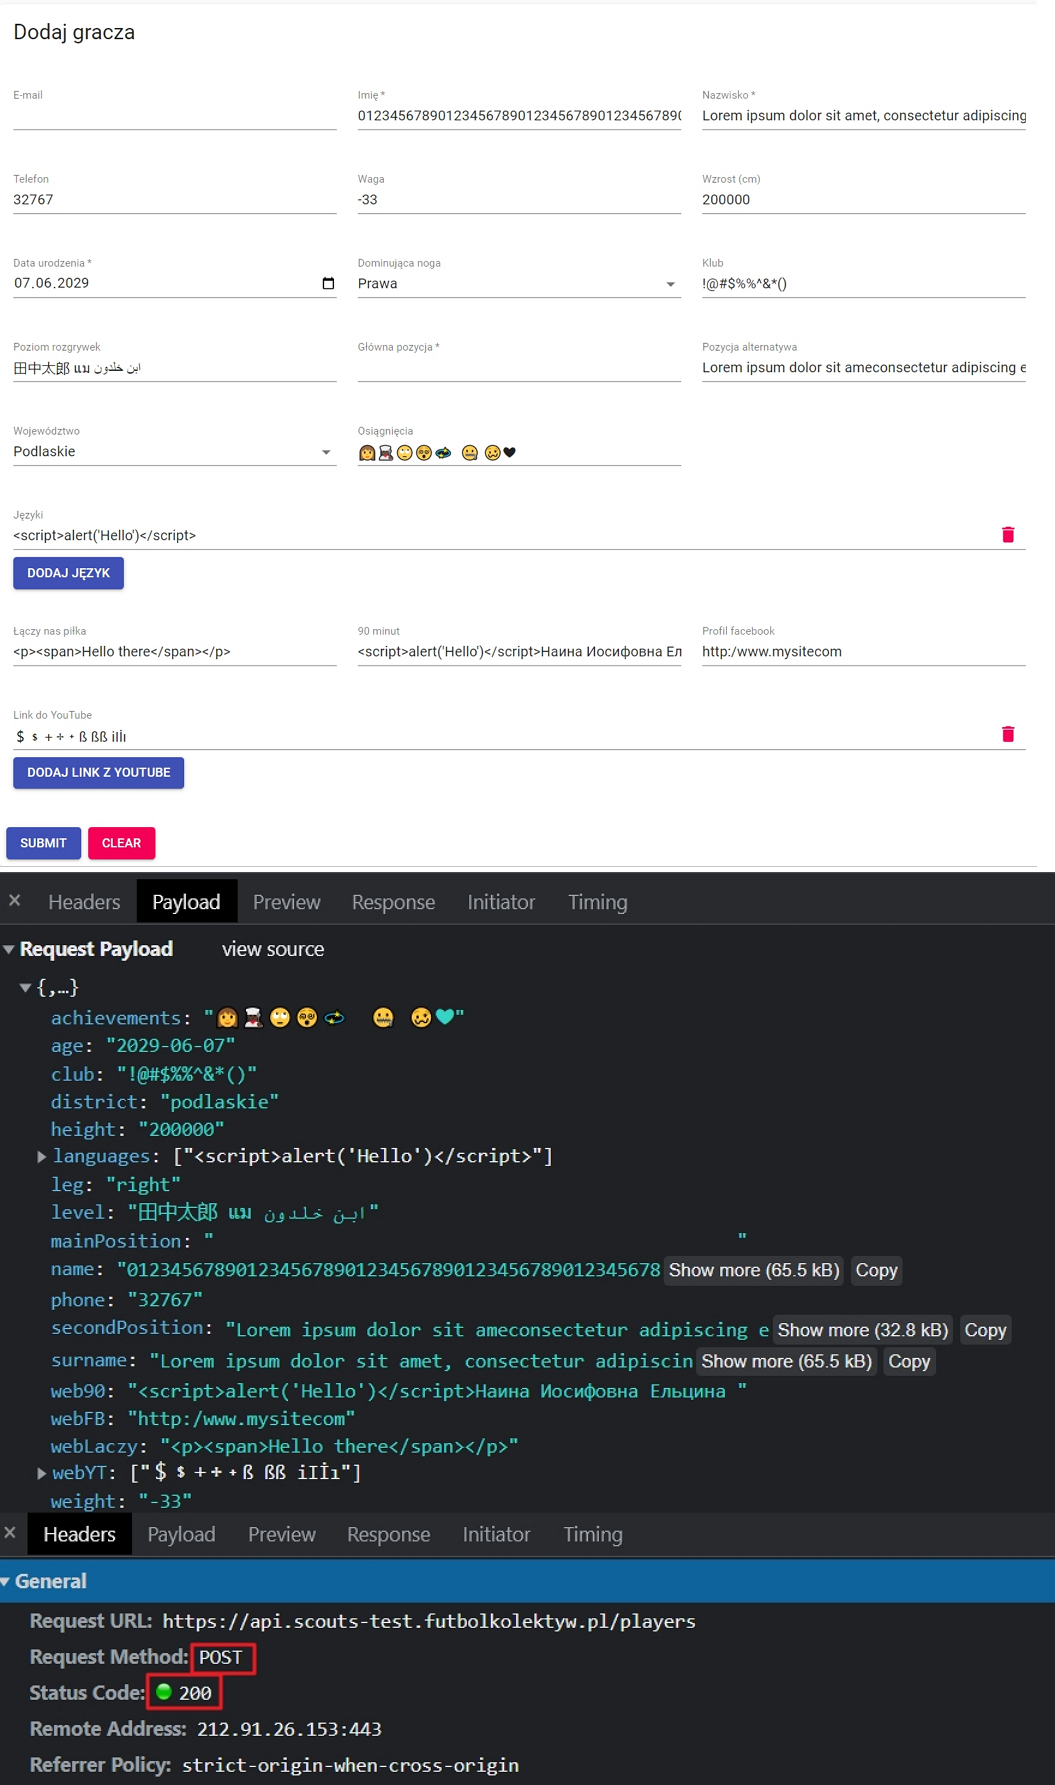 Dodaj gracza
E-mail
Imię *
Nazwisko *
0123456789012345678901234567890123456789(
Lorem ipsum dolor sit amet, consectetur adipiscing
Telefon
Waga
Wzrost (cm)
32767
-33
200000
Data urodzenia *
Dominująca noga
Klub
07.06.2029
Prawa
!@#$%%^&*()
Poziom rozgrywek
Główna pozycja *
Pozycja alternatywa
田中太郎 แม ابن خلدون
Lorem ipsum dolor sit ameconsectetur adipiscing e
Województwo
Osiągnięcia
Podlaskie
👩👨🏿‍🍳🙄😵💫 🤐 🥴🖤
Języki
<script>alert('Hello')</script>
DODAJ JĘZYK
Łączy nas piłka
90 minut
Profil facebook
<p><span>Hello there</span></p>
<script>alert('Hello')</script>Наина Иосифовна Ел
http:/www.mysitecom
Link do YouTube
＄﹩＋÷﹢ß ßß iIİı
DODAJ LINK Z YOUTUBE
SUBMIT
CLEAR
× Headers Payload Preview Response Initiator Timing
Request Payload view source
{,…}
achievements: "👩👨🏿‍🍳🙄😵💫 🤐 🥴🖤"
age: "2029-06-07"
club: "!@#$%%^&*()"
district: "podlaskie"
height: "200000"
languages: ["<script>alert('Hello')</script>"]
leg: "right"
level: "田中太郎 แม ابن خلدون"
mainPosition: " "
name: "0123456789012345678901234567890123456789012345678 Show more (65.5 kB) Copy
phone: "32767"
secondPosition: "Lorem ipsum dolor sit ameconsectetur adipiscing e Show more (32.8 kB) Copy
surname: "Lorem ipsum dolor sit amet, consectetur adipiscin Show more (65.5 kB) Copy
web90: "<script>alert('Hello')</script>Наина Иосифовна Ельцина "
webFB: "http:/www.mysitecom"
webLaczy: "<p><span>Hello there</span></p>"
webYT: ["＄﹩＋÷﹢ß ßß iIİı"]
weight: "-33"
× Headers Payload Preview Response Initiator Timing
General
Request URL: https://api.scouts-test.futbolkolektyw.pl/players
Request Method: POST
Status Code: 200
Remote Address: 212.91.26.153:443
Referrer Policy: strict-origin-when-cross-origin